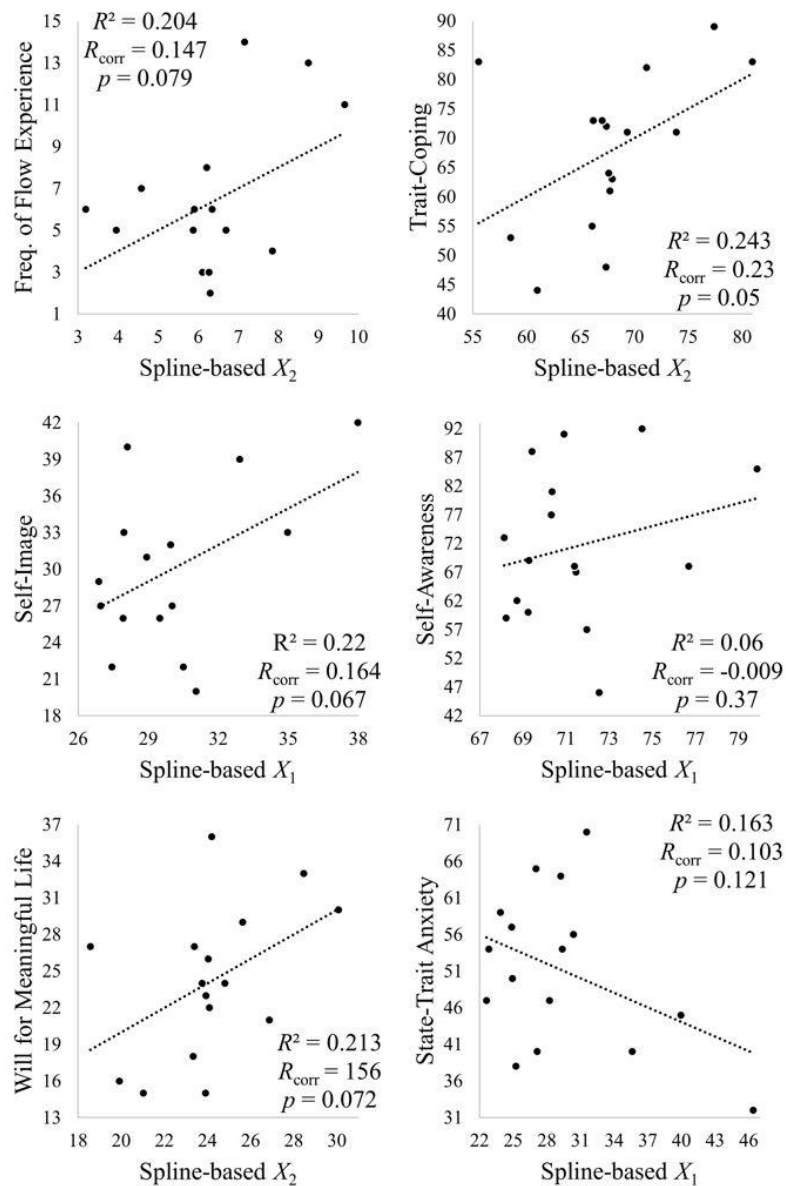 R² = 0.204
Rcorr = 0.147
p = 0.079
15
13
11
9
7
5
3
1
Freq. of Flow Experience
3 4 5 6 7 8 9 10
Spline-based X₂
90
85
80
75
70
65
60
55
50
45
40
Trait-Coping
R² = 0.243
Rcorr = 0.23
p = 0.05
55 60 65 70 75 80
Spline-based X₂
42
39
36
33
30
27
24
21
18
Self-Image
R² = 0.22
Rcorr = 0.164
p = 0.067
26 29 32 35 38
Spline-based X₁
92
87
82
77
72
67
62
57
52
47
42
Self-Awareness
R² = 0.06
Rcorr = -0.009
p = 0.37
67 69 71 73 75 77 79
Spline-based X₁
37
34
31
28
25
22
19
16
13
Will for Meaningful Life
R² = 0.213
Rcorr = 156
p = 0.072
18 20 22 24 26 28 30
Spline-based X₂
R² = 0.163
Rcorr = 0.103
p = 0.121
71
66
61
56
51
46
41
36
31
State-Trait Anxiety
22 25 28 31 34 37 40 43 46
Spline-based X₁